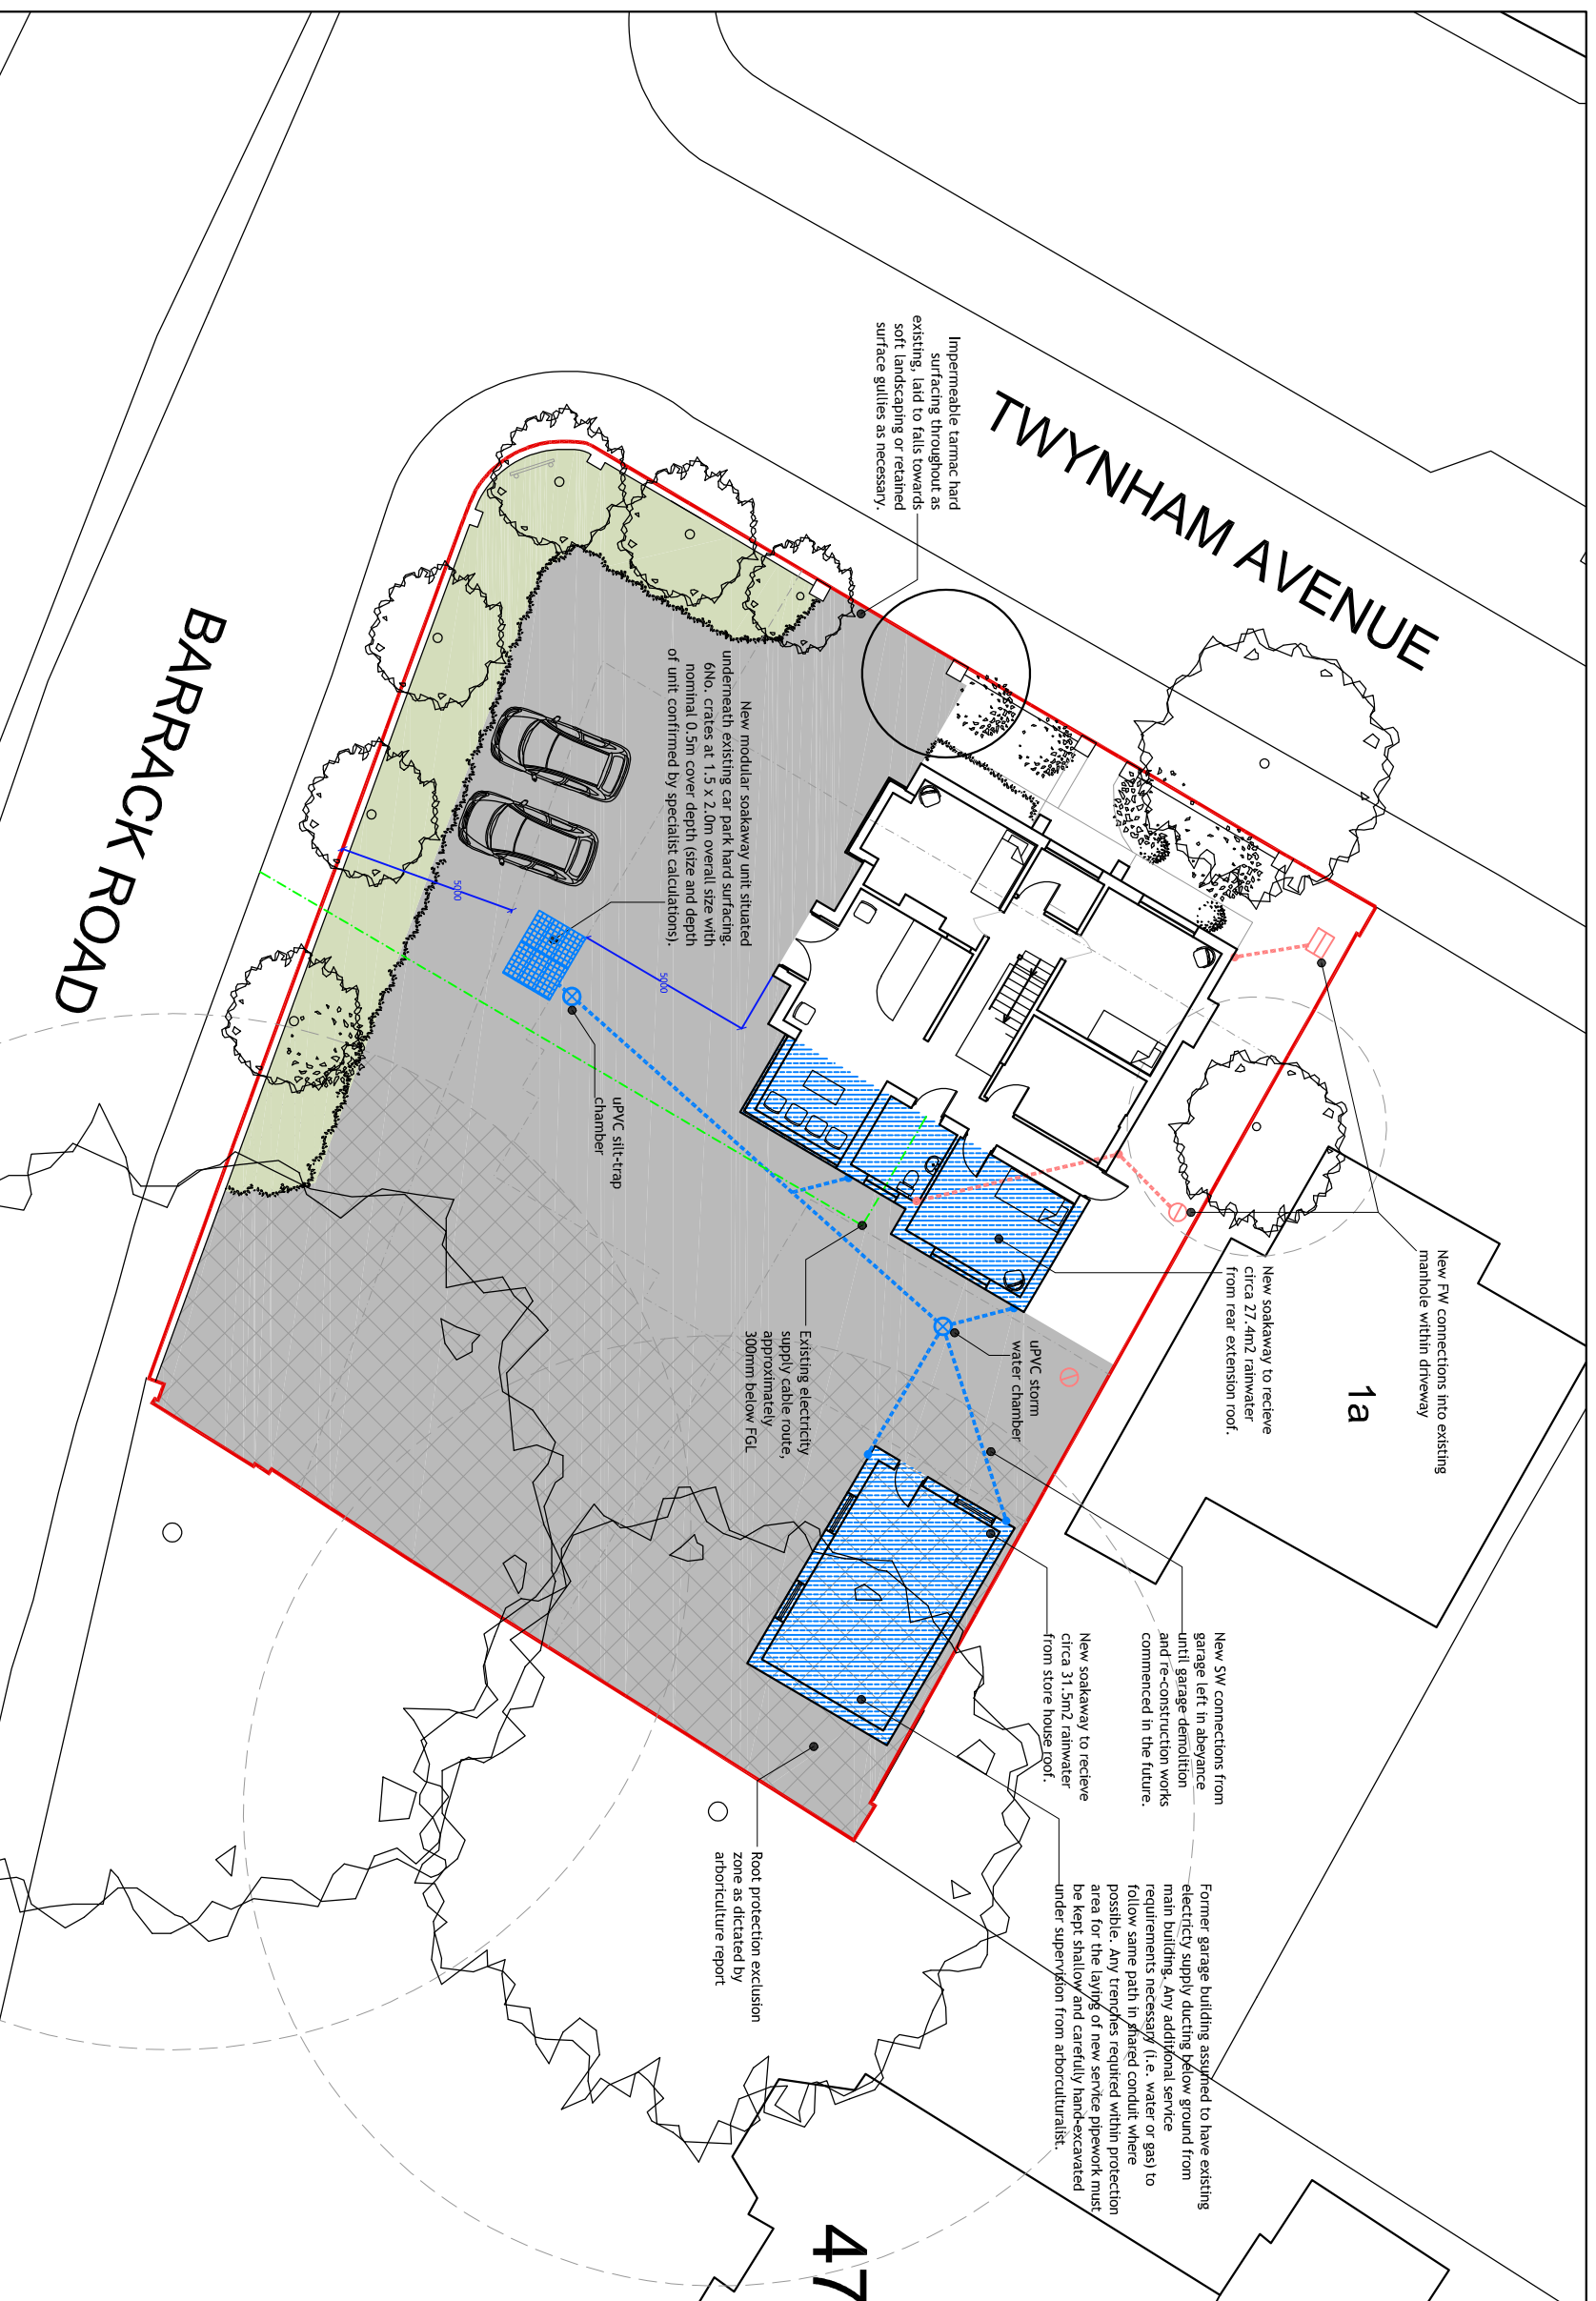 TWYNHAM AVENUE
BARRACK ROAD
Impermeable tarmac hard
surfacing throughout as
existing, laid to falls towards
soft landscaping or retained
surface gullies as necessary.
New modular soakaway unit situated
underneath existing car park hard surfacing.
6No. crates at 1.5 x 2.0m overall size with
nominal 0.5m cover depth (size and depth
of unit confirmed by specialist calculations).
5000
5000
uPVC silt-trap
chamber
New FW connections into existing
manhole within driveway
1a
New soakaway to recieve
circa 27.4m2 rainwater
from rear extension roof.
uPVC storm
water chamber
Existing electricity
supply cable route,
approximately
300mm below FGL
New SW connections from
garage left in abeyance
until garage demolition
and re-construction works
commenced in the future.
New soakaway to recieve
circa 31.5m2 rainwater
from store house roof.
Former garage building assumed to have existing
electricty supply ducting below ground from
main building. Any additional service
requirements necessary (i.e. water or gas) to
follow same path in shared conduit where
possible. Any trenches required within protection
area for the laying of new service pipework must
be kept shallow and carefully hand-excavated
under supervision from arborculturalist.
Root protection exclusion
zone as dictated by
arboriculture report
47